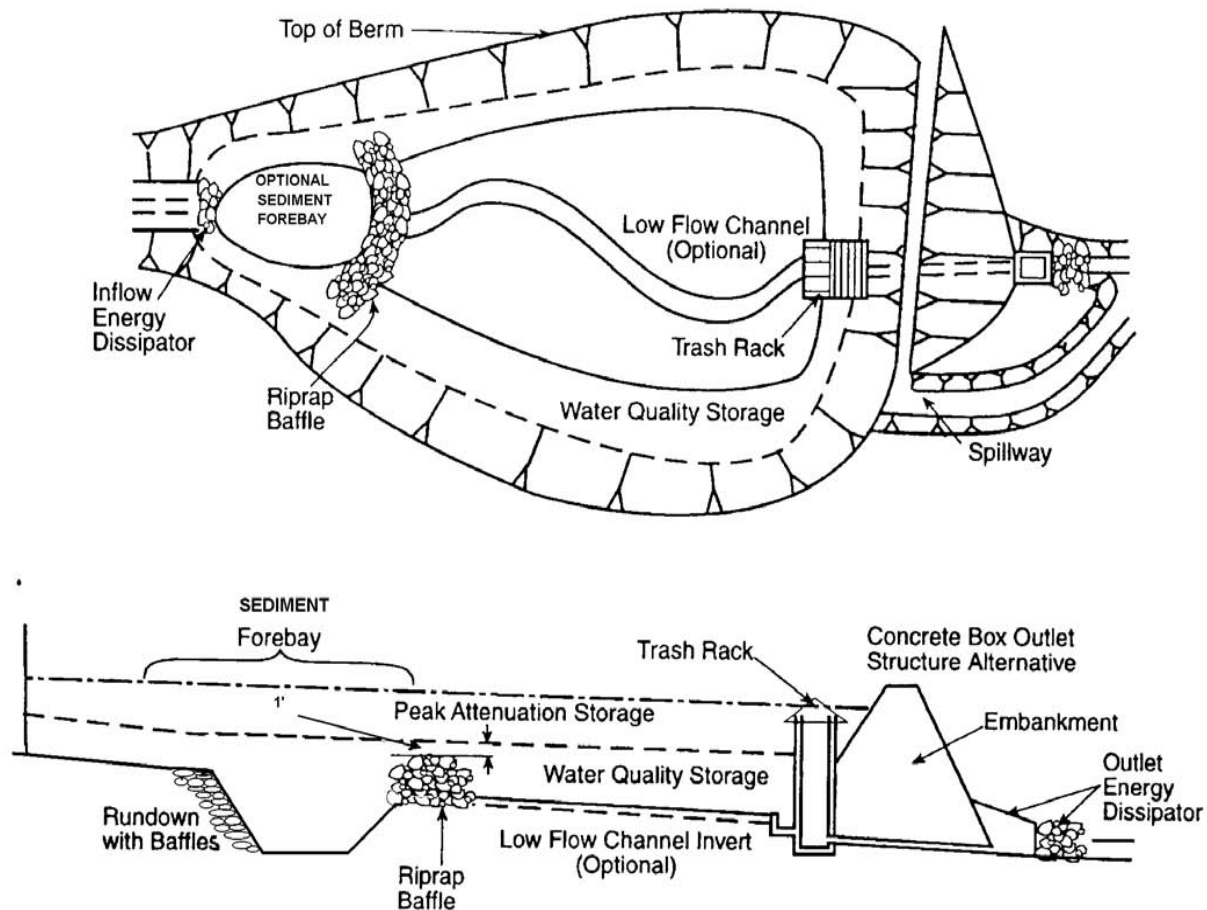 Top of Berm
OPTIONAL
SEDIMENT
FOREBAY
Low Flow Channel
(Optional)
Inflow
Energy
Dissipator
Trash Rack
Riprap
Baffle
Water Quality Storage
Spillway
SEDIMENT
Forebay
Trash Rack
Concrete Box Outlet
Structure Alternative
1'
Peak Attenuation Storage
Embankment
Water Quality Storage
Outlet
Energy
Dissipator
Rundown
with Baffles
Low Flow Channel Invert
(Optional)
Riprap
Baffle